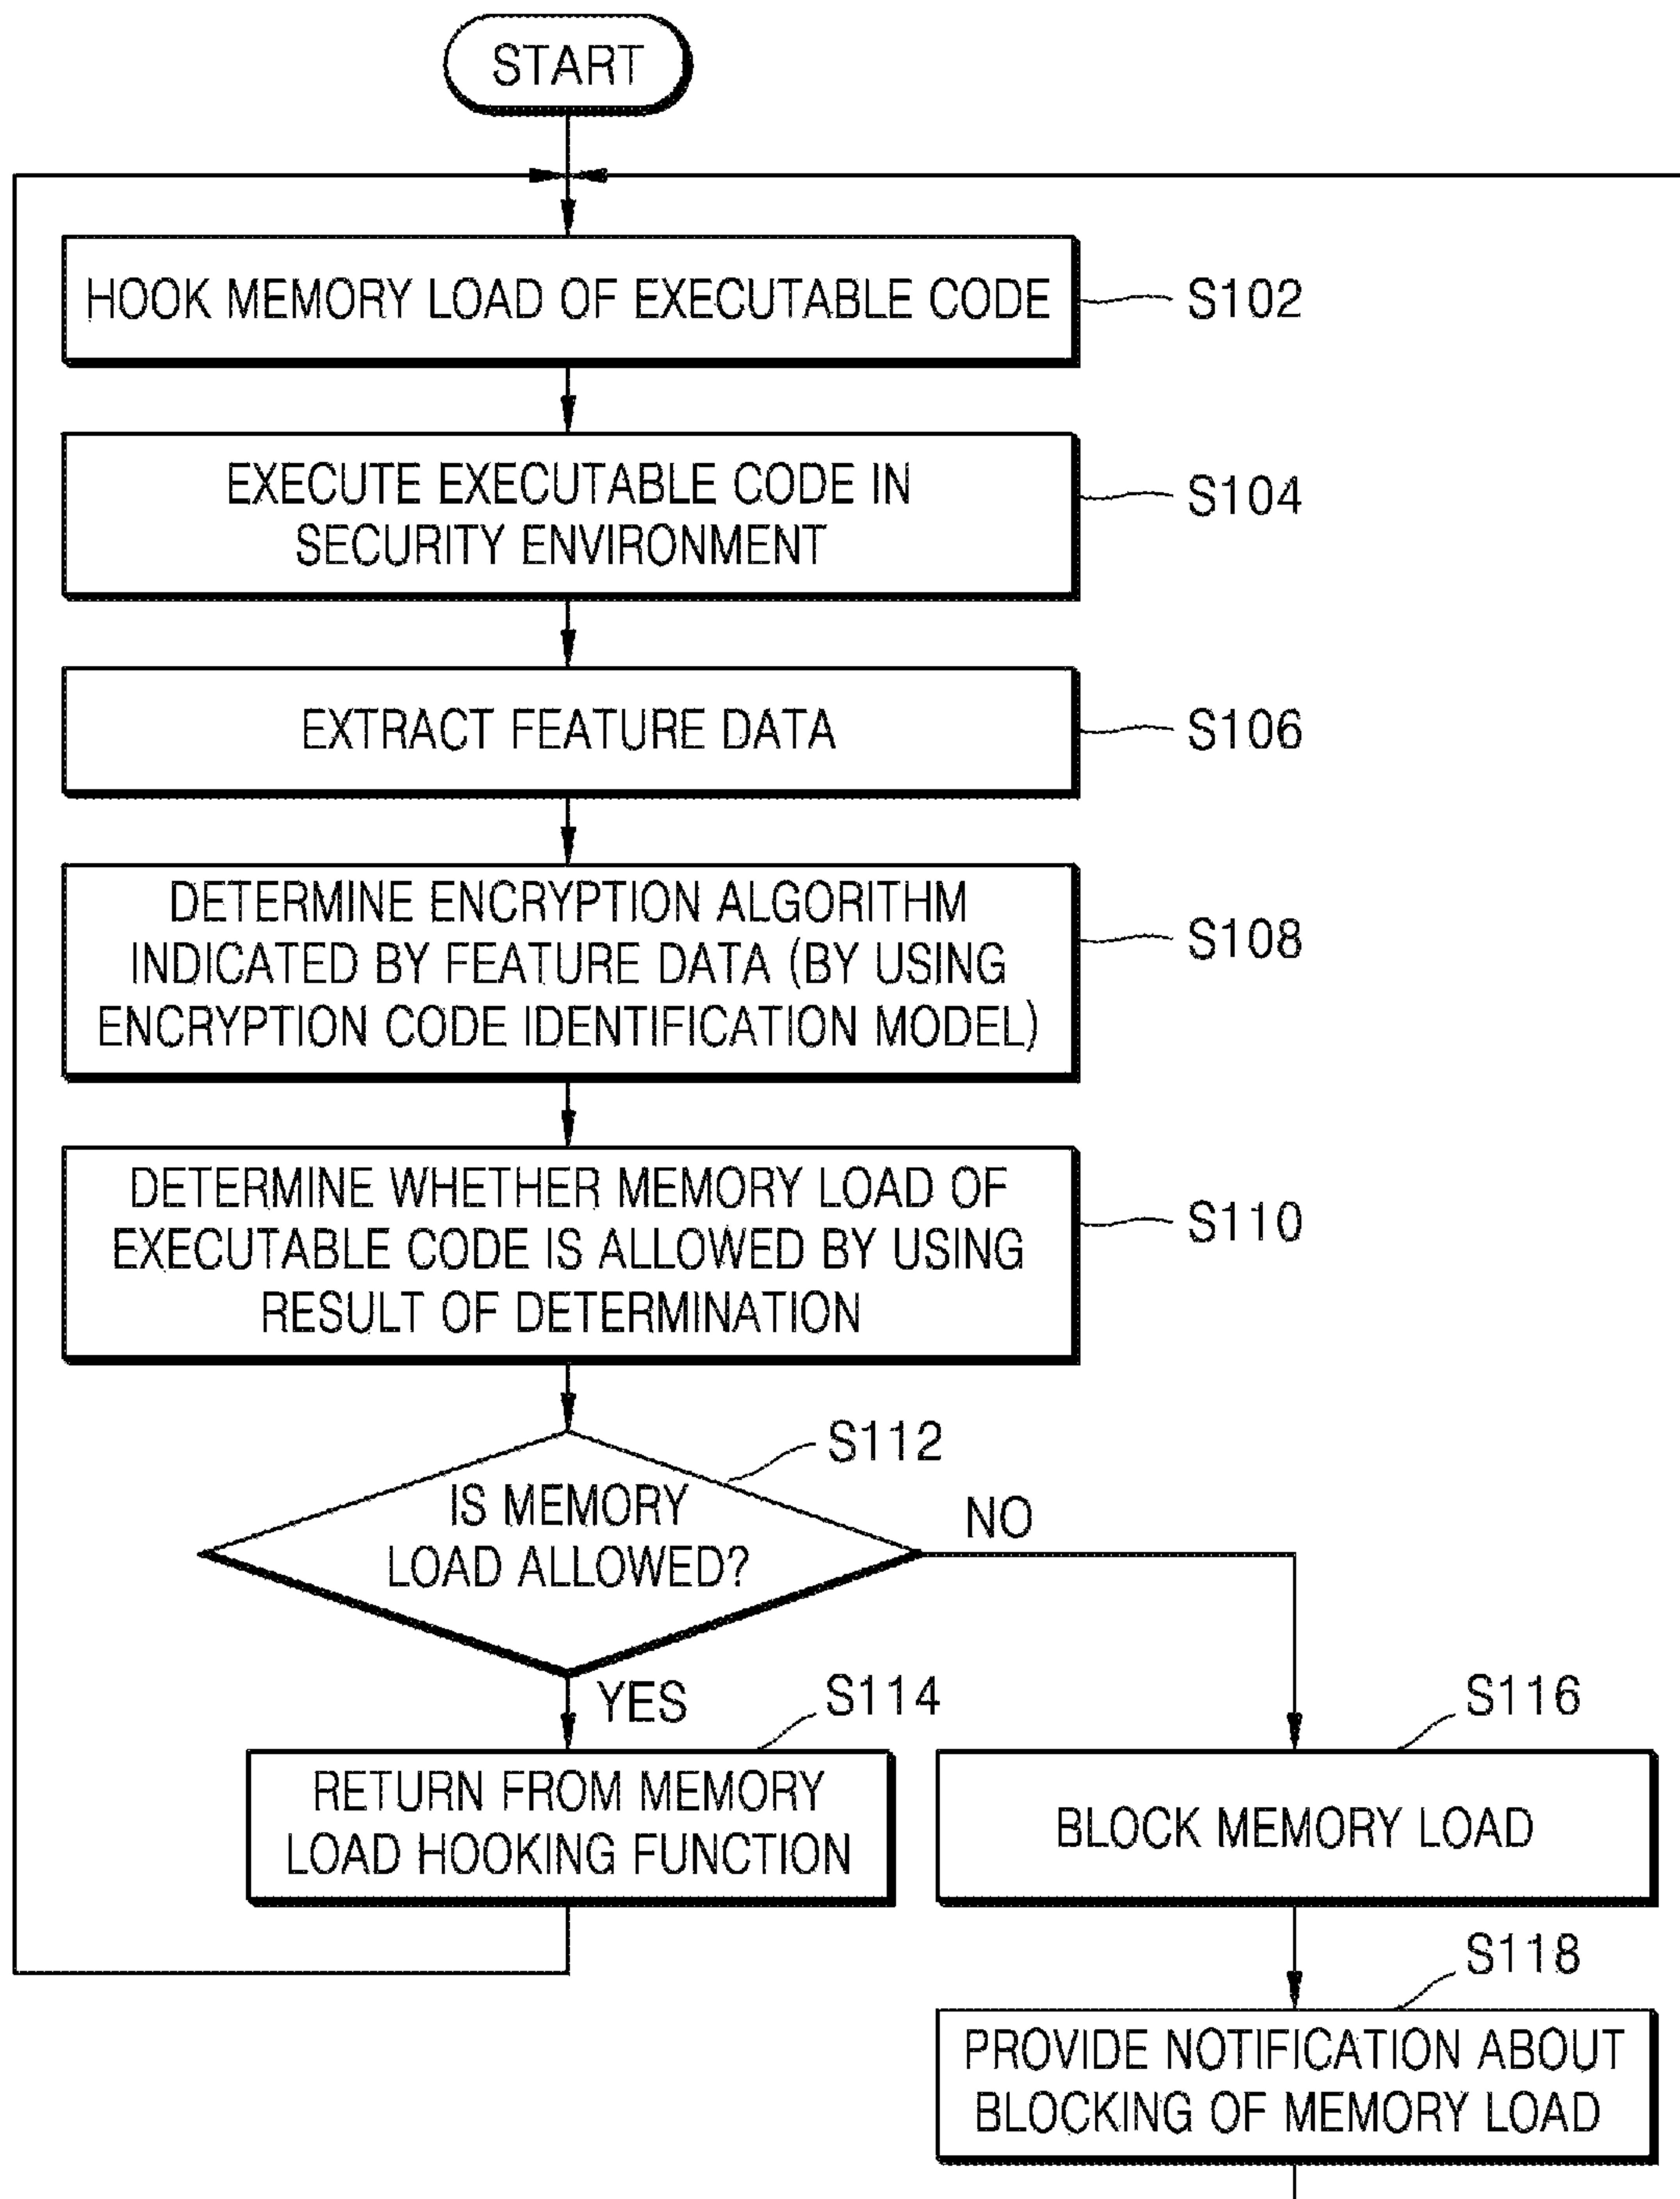 START
HOOK MEMORY LOAD OF EXECUTABLE CODE
S102
EXECUTE EXECUTABLE CODE IN
SECURITY ENVIRONMENT
S104
EXTRACT FEATURE DATA
S106
DETERMINE ENCRYPTION ALGORITHM
INDICATED BY FEATURE DATA (BY USING
ENCRYPTION CODE IDENTIFICATION MODEL)
S108
DETERMINE WHETHER MEMORY LOAD OF
EXECUTABLE CODE IS ALLOWED BY USING
RESULT OF DETERMINATION
S110
S112
IS MEMORY
LOAD ALLOWED?
NO
YES
S114
RETURN FROM MEMORY
LOAD HOOKING FUNCTION
S116
BLOCK MEMORY LOAD
S118
PROVIDE NOTIFICATION ABOUT
BLOCKING OF MEMORY LOAD